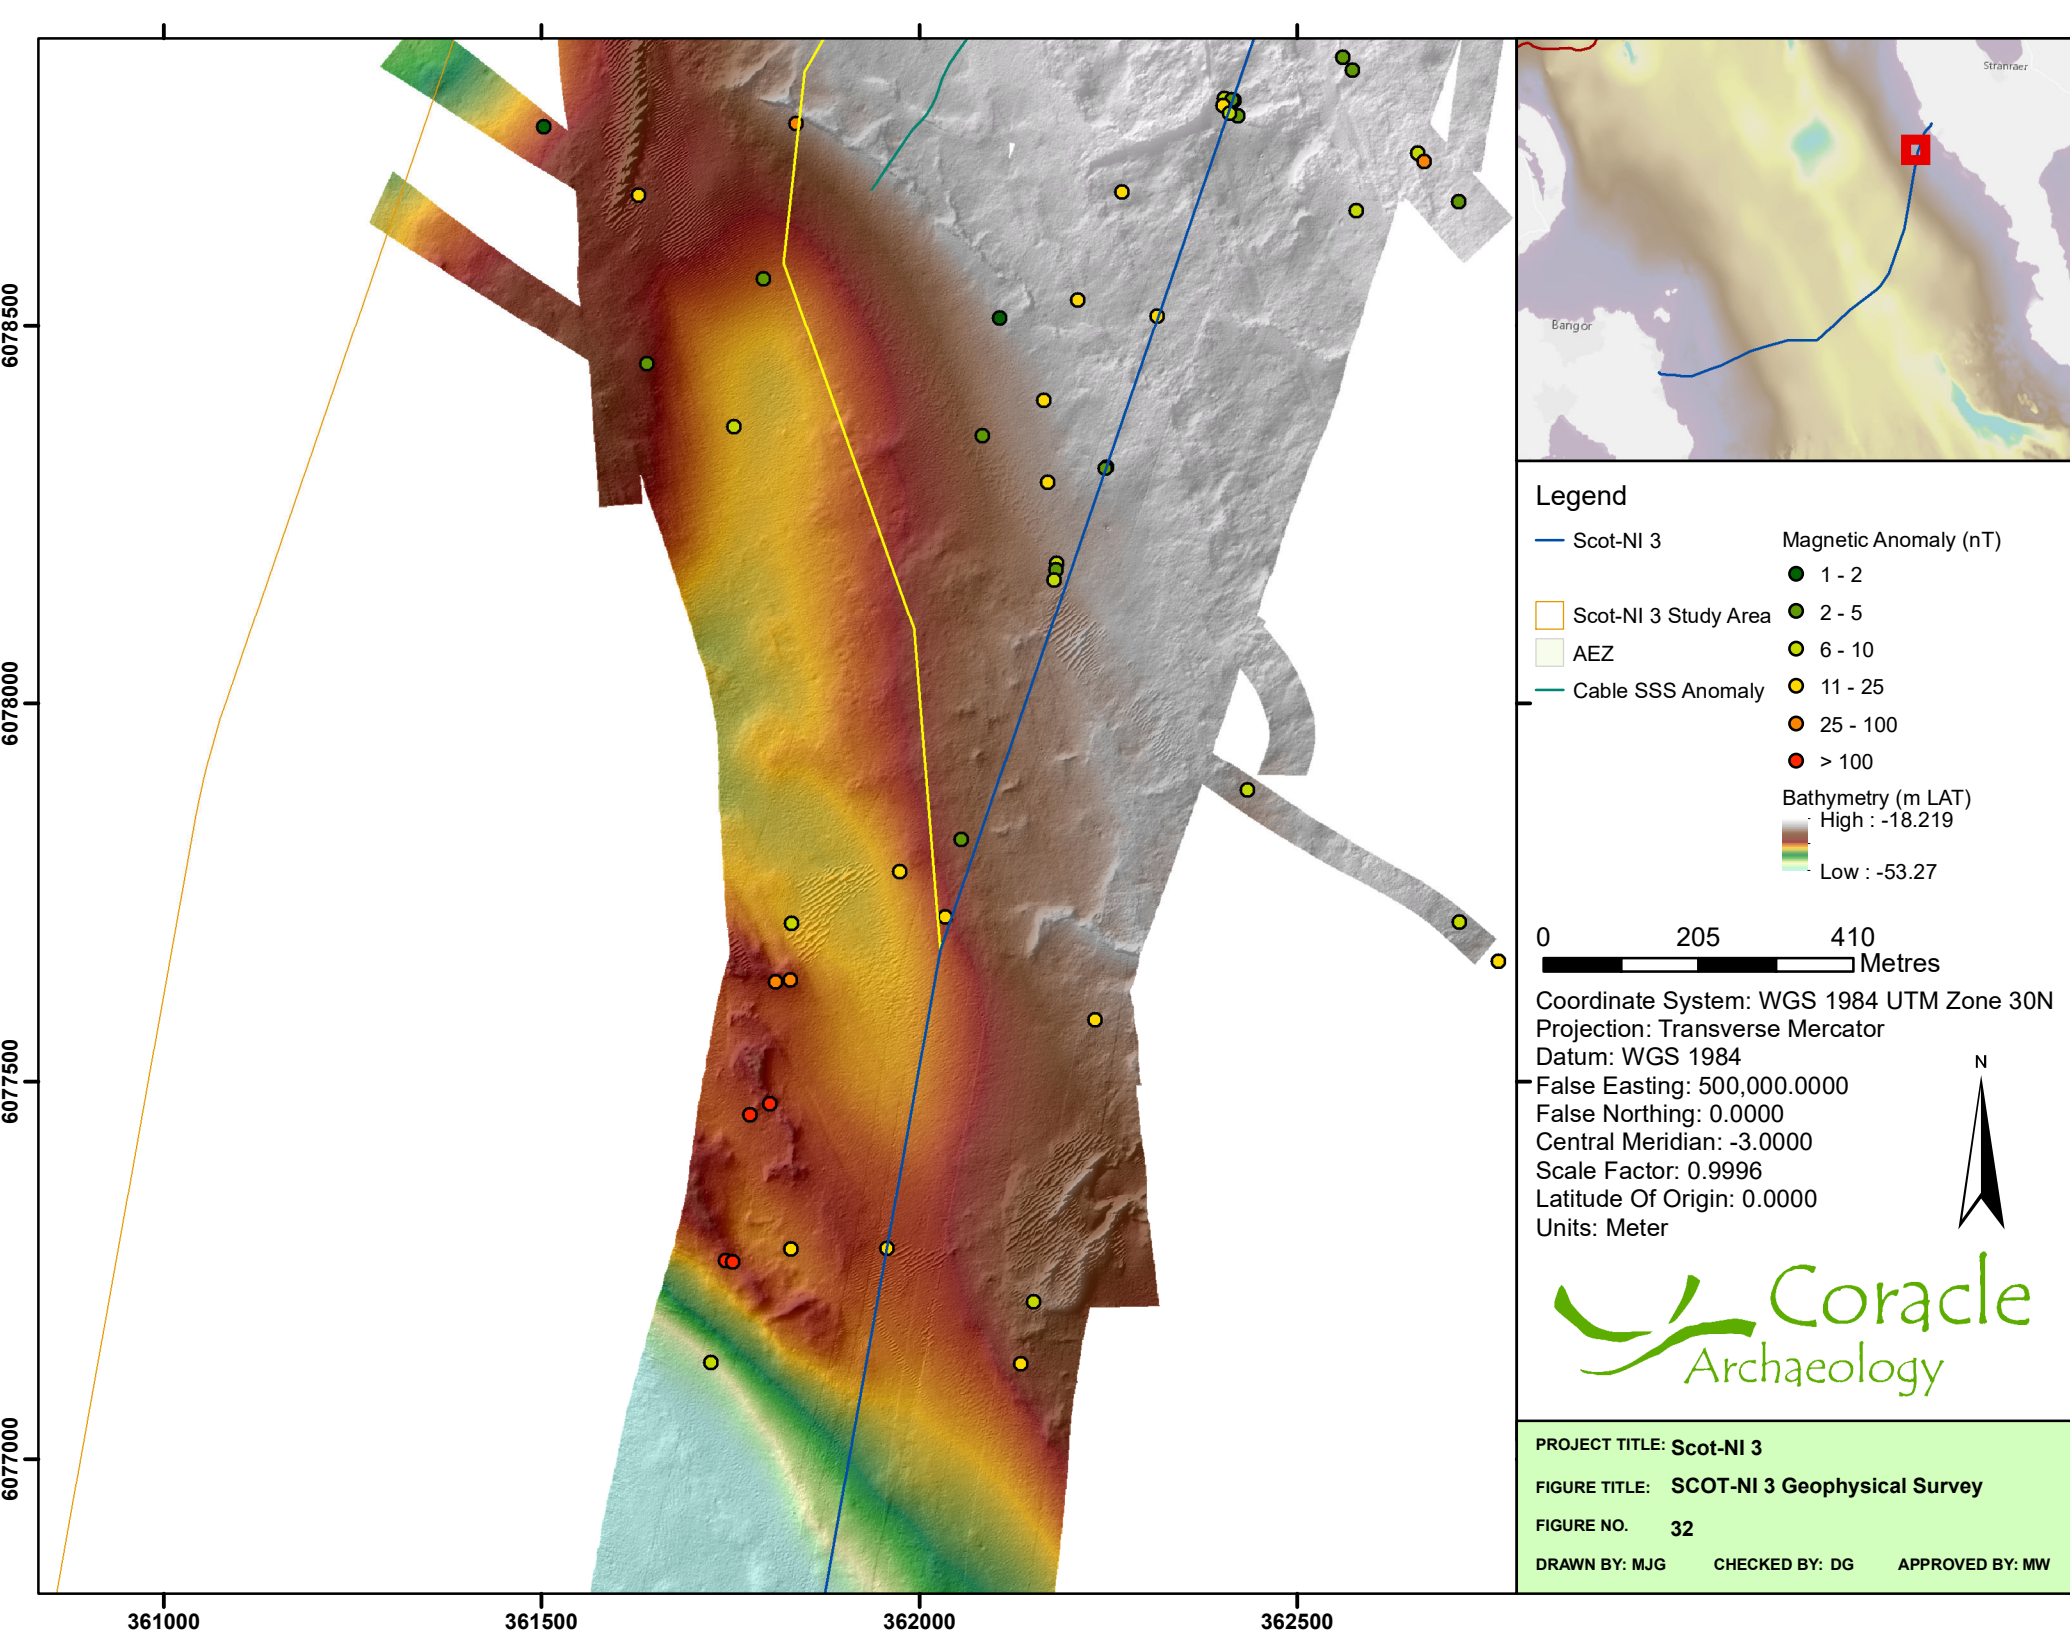 6078500
6078000
6077500
6077000
361000
361500
362000
362500
Stranraer
Bangor
Legend
Scot-NI 3
Scot-NI 3 Study Area
AEZ
Cable SSS Anomaly
Magnetic Anomaly (nT)
1 - 2
2 - 5
6 - 10
11 - 25
25 - 100
> 100
Bathymetry (m LAT)
High : -18.219
Low : -53.27
0 205 410
Metres
Coordinate System: WGS 1984 UTM Zone 30N
Projection: Transverse Mercator
Datum: WGS 1984
False Easting: 500,000.0000
False Northing: 0.0000
Central Meridian: -3.0000
Scale Factor: 0.9996
Latitude Of Origin: 0.0000
Units: Meter
N
Coracle
Archaeology
PROJECT TITLE: Scot-NI 3
FIGURE TITLE: SCOT-NI 3 Geophysical Survey
FIGURE NO. 32
DRAWN BY: MJG CHECKED BY: DG APPROVED BY: MW